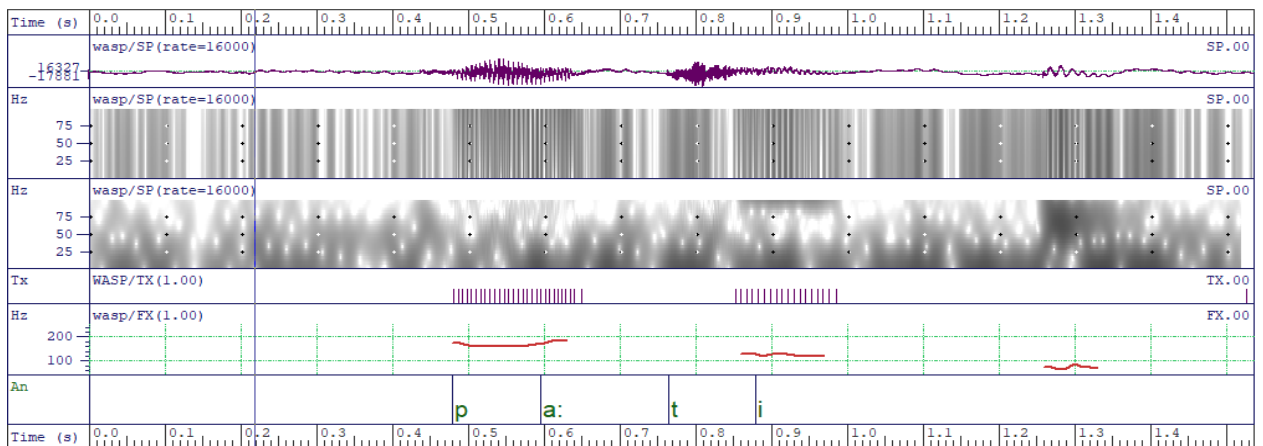 Time (s) 0.0 0.1 0.2 0.3 0.4 0.5 0.6 0.7 0.8 0.9 1.0 1.1 1.2 1.3 1.4
wasp/SP(rate=16000) SP.00
16327
-17881
Hz wasp/SP(rate=16000) SP.00
75
50
25
Hz wasp/SP(rate=16000) SP.00
75
50
25
Tx WASP/TX(1.00) TX.00
Hz wasp/FX(1.00) FX.00
200
100
An
p a: t i
Time (s) 0.0 0.1 0.2 0.3 0.4 0.5 0.6 0.7 0.8 0.9 1.0 1.1 1.2 1.3 1.4